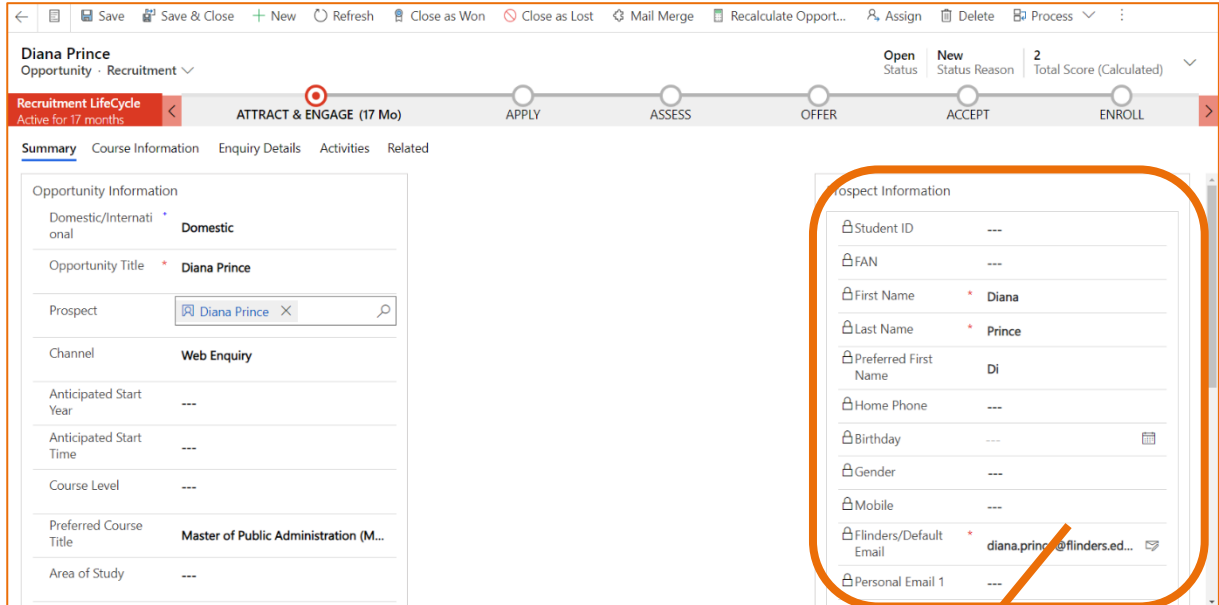 Save Save & Close New Refresh Close as Won Close as Lost Mail Merge Recalculate Opport... Assign Delete Process
Diana Prince
Opportunity · Recruitment
Open New 2
Status Status Reason Total Score (Calculated)
Recruitment LifeCycle
Active for 17 months
ATTRACT & ENGAGE (17 Mo) APPLY ASSESS OFFER ACCEPT ENROLL
Summary Course Information Enquiry Details Activities Related
Opportunity Information
Domestic/Internati
onal
* Domestic
Opportunity Title * Diana Prince
Prospect Diana Prince
Channel Web Enquiry
Anticipated Start
Year
---
Anticipated Start
Time
---
Course Level ---
Preferred Course
Title
Master of Public Administration (M...
Area of Study ---
Prospect Information
Student ID ---
FAN ---
First Name * Diana
Last Name * Prince
Preferred First
Name
Di
Home Phone ---
Birthday ---
Gender ---
Mobile ---
Flinders/Default
Email
* diana.prince@flinders.ed...
Personal Email 1 ---